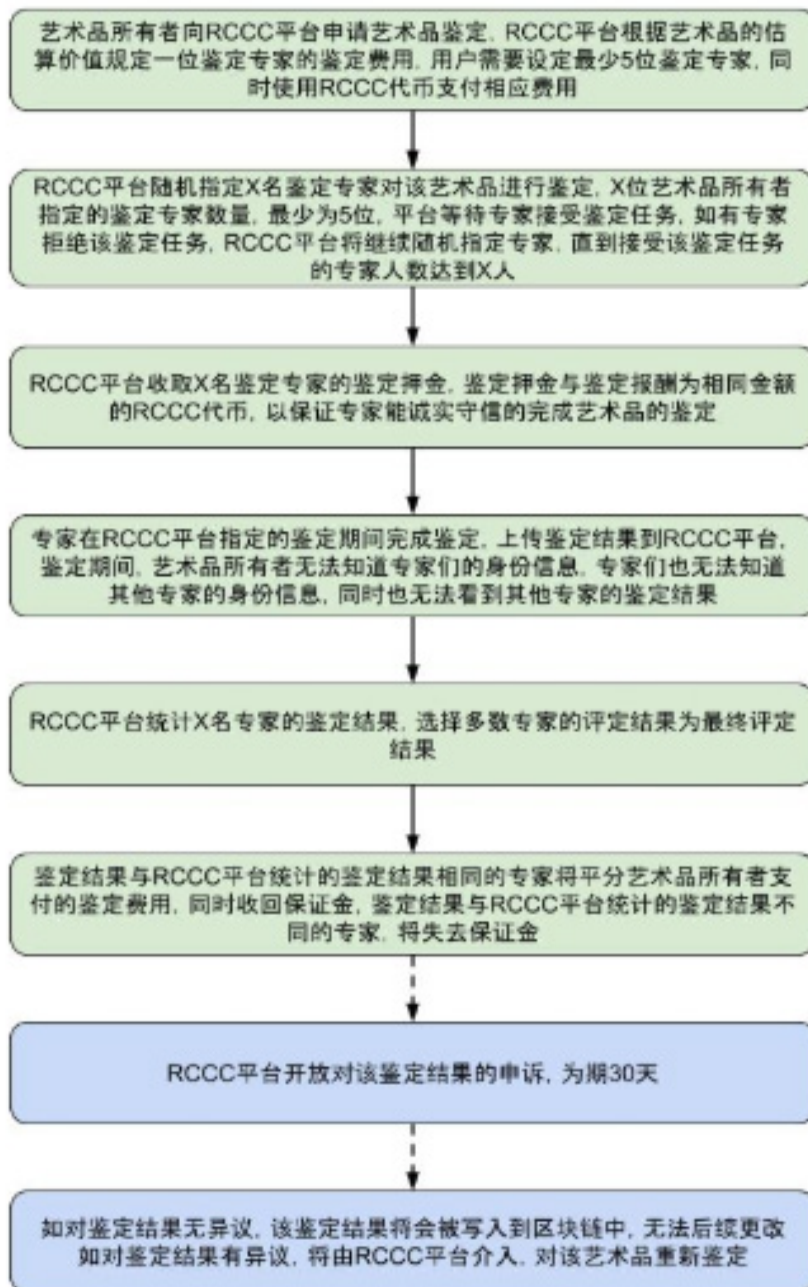 艺术品所有者向RCCC平台申请艺术品鉴定, RCCC平台根据艺术品的估
算价值规定一位鉴定专家的鉴定费用, 用户需要设定最少5位鉴定专家, 同
时使用RCCC代币支付相应费用
RCCC平台随机指定X名鉴定专家对该艺术品进行鉴定, X位艺术品所有者
指定的鉴定专家数量, 最少为5位, 平台等待专家接受鉴定任务, 如有专家
拒绝该鉴定任务, RCCC平台将继续随机指定专家, 直到接受该鉴定任务
的专家人数达到X人
RCCC平台收取X名鉴定专家的鉴定押金, 鉴定押金与鉴定报酬为相同金额
的RCCC代币, 以保证专家能诚实守信的完成艺术品的鉴定
专家在RCCC平台指定的鉴定期间完成鉴定, 上传鉴定结果到RCCC平台,
鉴定期间, 艺术品所有者无法知道专家们的身份信息, 专家们也无法知道
其他专家的身份信息, 同时也无法看到其他专家的鉴定结果
RCCC平台统计X名专家的鉴定结果, 选择多数专家的评定结果为最终评定
结果
鉴定结果与RCCC平台统计的鉴定结果相同的专家将平分艺术品所有者支
付的鉴定费用, 同时收回保证金, 鉴定结果与RCCC平台统计的鉴定结果不
同的专家, 将失去保证金
RCCC平台开放对该鉴定结果的申诉, 为期30天
如对鉴定结果无异议, 该鉴定结果将会被写入到区块链中, 无法后续更改
如对鉴定结果有异议, 将由RCCC平台介入, 对该艺术品重新鉴定